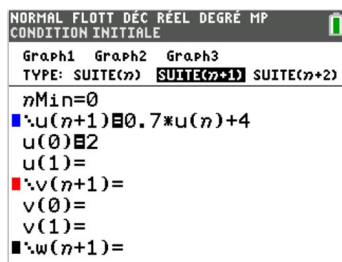 NORMAL FLOTT DÉC RÉEL DEGRÉ MP
CONDITION INITIALE
Graph1 Graph2 Graph3
TYPE: SUITE(n) SUITE(n+1) SUITE(n+2)
nMin=0
u(n+1)=0.7*u(n)+4
u(0)=2
u(1)=
v(n+1)=
v(0)=
v(1)=
w(n+1)=